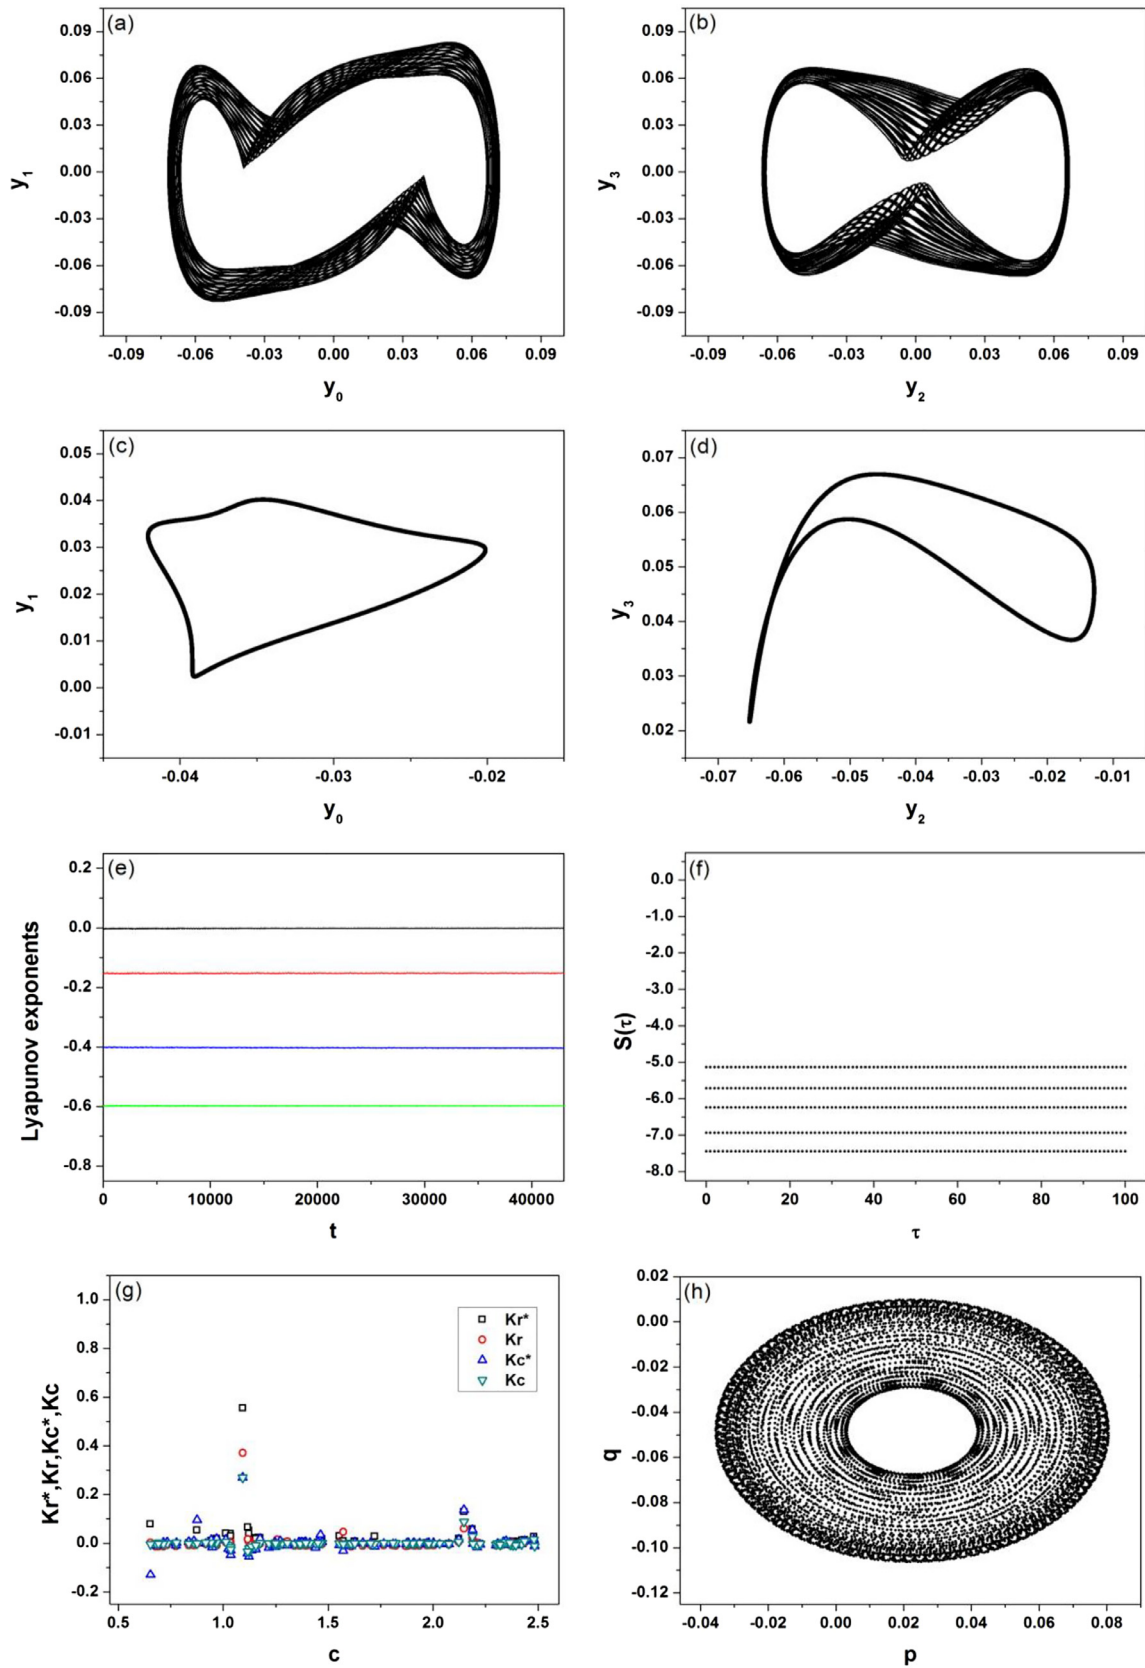 (a)
0.09
0.06
0.03
0.00
-0.03
-0.06
-0.09
y1
-0.09 -0.06 -0.03 0.00 0.03 0.06 0.09
y0
(b)
0.09
0.06
0.03
0.00
-0.03
-0.06
-0.09
y3
-0.09 -0.06 -0.03 0.00 0.03 0.06 0.09
y2
(c)
0.05
0.04
0.03
0.02
0.01
0.00
-0.01
y1
-0.04 -0.03 -0.02
y0
(d)
0.07
0.06
0.05
0.04
0.03
0.02
y3
-0.07 -0.06 -0.05 -0.04 -0.03 -0.02 -0.01
y2
(e)
0.2
0.0
-0.2
-0.4
-0.6
-0.8
Lyapunov exponents
0 10000 20000 30000 40000
t
(f)
0.0
-1.0
-2.0
-3.0
-4.0
-5.0
-6.0
-7.0
-8.0
S(τ)
0 20 40 60 80 100
τ
(g)
1.0
0.8
0.6
0.4
0.2
0.0
-0.2
Kr*,Kr,Kc*,Kc
Kr*
Kr
Kc*
Kc
0.5 1.0 1.5 2.0 2.5
c
(h)
0.02
0.00
-0.02
-0.04
-0.06
-0.08
-0.10
-0.12
q
-0.04 -0.02 0.00 0.02 0.04 0.06 0.08
p